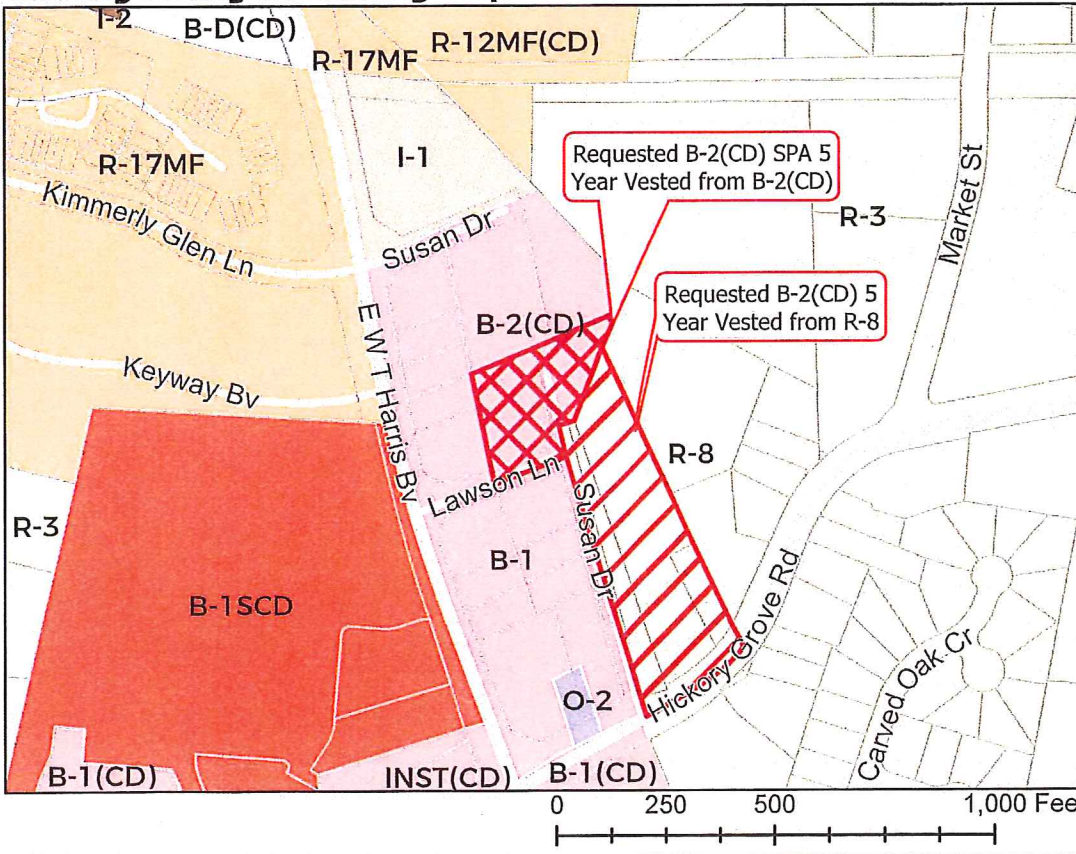 I-2
B-D(CD)
R-17MF
R-12MF(CD)
I-1
R-17MF
Requested B-2(CD) SPA 5
Year Vested from B-2(CD)
R-3
Market St
Kimmerly Glen Ln
Susan Dr
Requested B-2(CD) 5
Year Vested from R-8
B-2(CD)
E W T Harris Bv
Keyway Bv
R-8
Lawson Ln
Susan Dr
R-3
B-1
B-1SCD
Hickory Grove Rd
Carved Oak Cr
O-2
B-1(CD)
INST(CD)
B-1(CD)
0 250 500 1,000 Fee